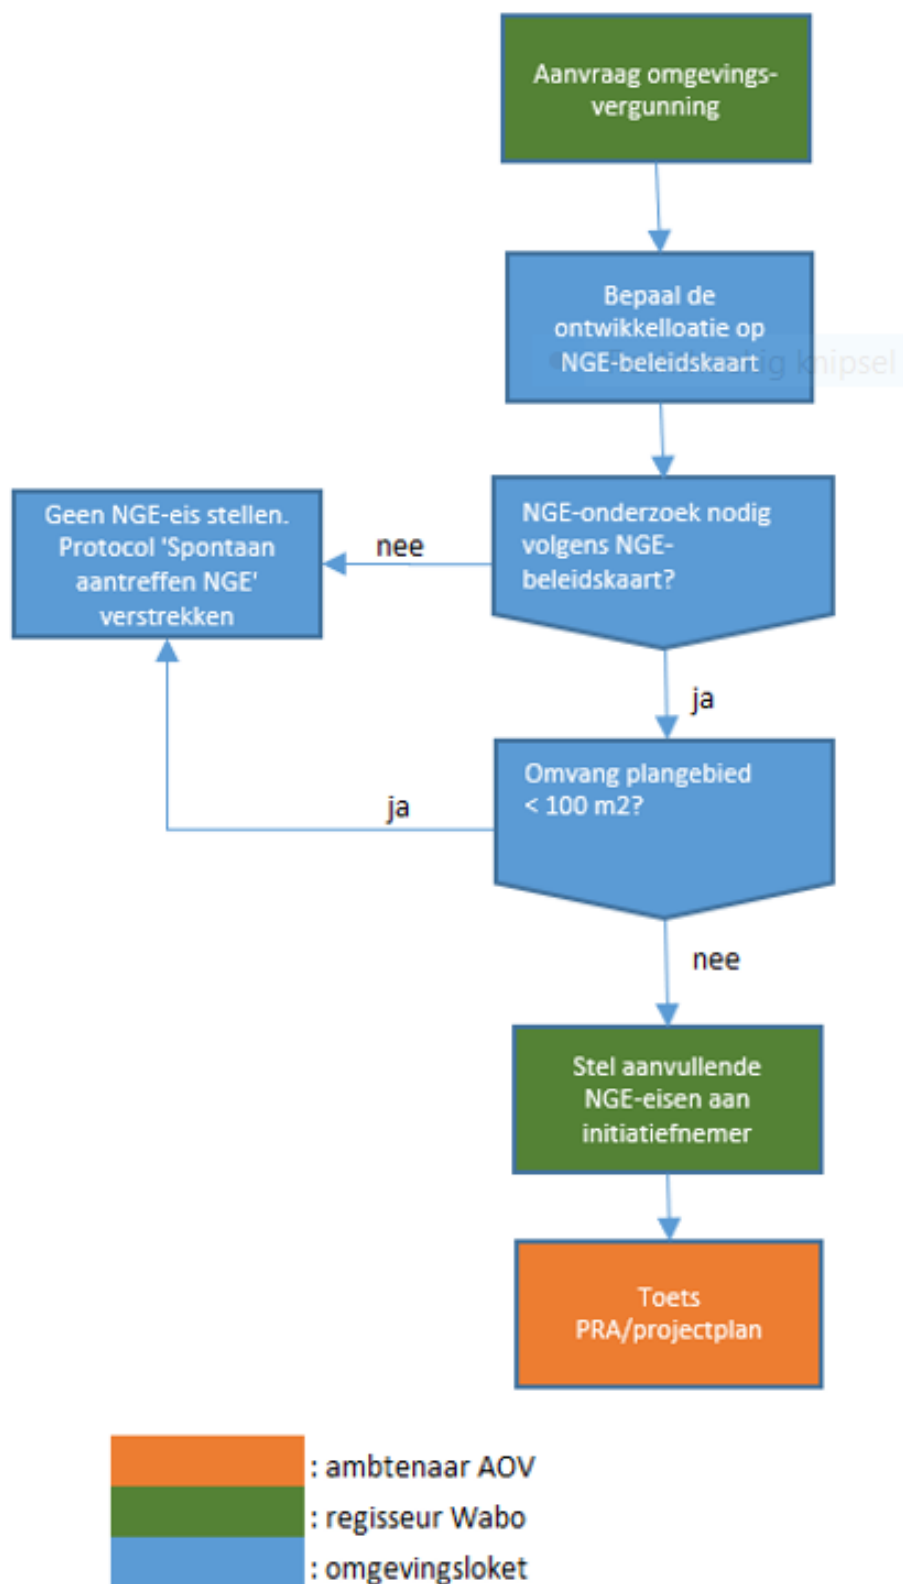 Aanvraag omgevings-
vergunning
Bepaal de
ontwikkelloatie op
NGE-beleidskaart
knipsel
NGE-onderzoek nodig
volgens NGE-
beleidskaart?
nee
Geen NGE-eis stellen.
Protocol 'Spontaan
aantreffen NGE'
verstrekken
ja
Omvang plangebied
< 100 m2?
ja
nee
Stel aanvullende
NGE-eisen aan
initiatiefnemer
Toets
PRA/projectplan
: ambtenaar AOV
: regisseur Wabo
: omgevingsloket